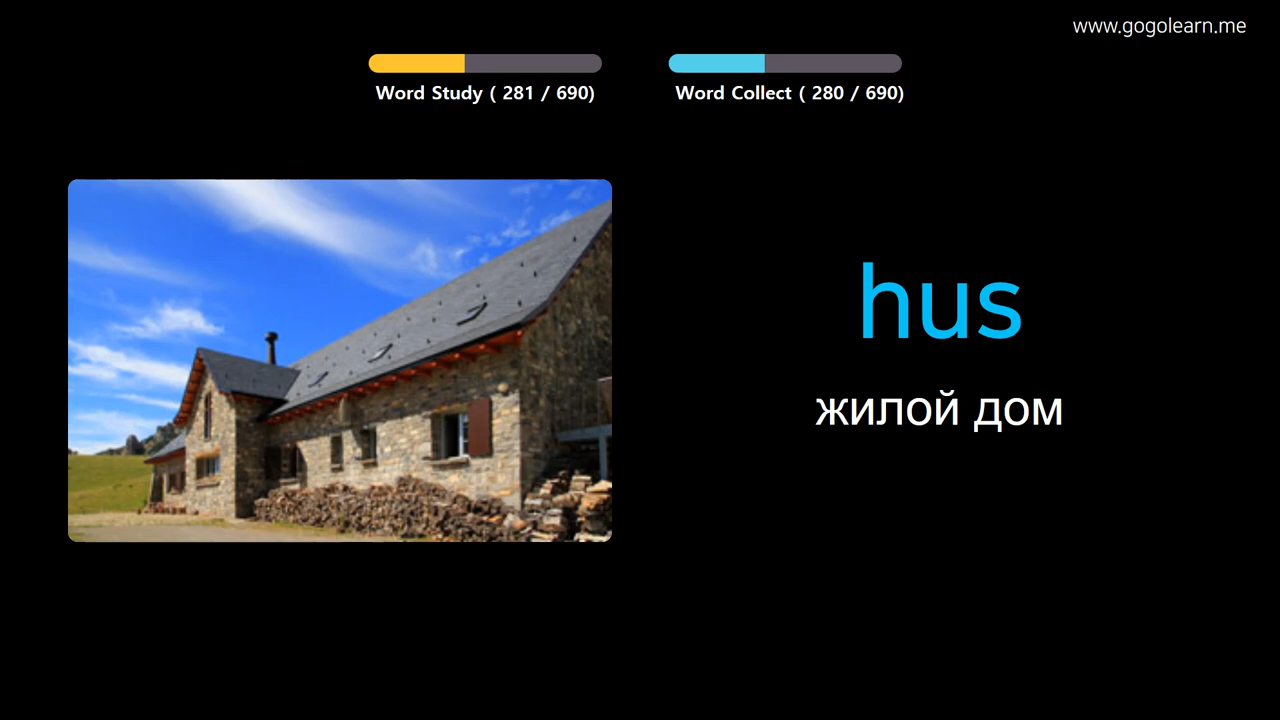 www.gogolearn.me
Word Study ( 281 / 690)
Word Collect ( 280 / 690)
hus
жилой дом